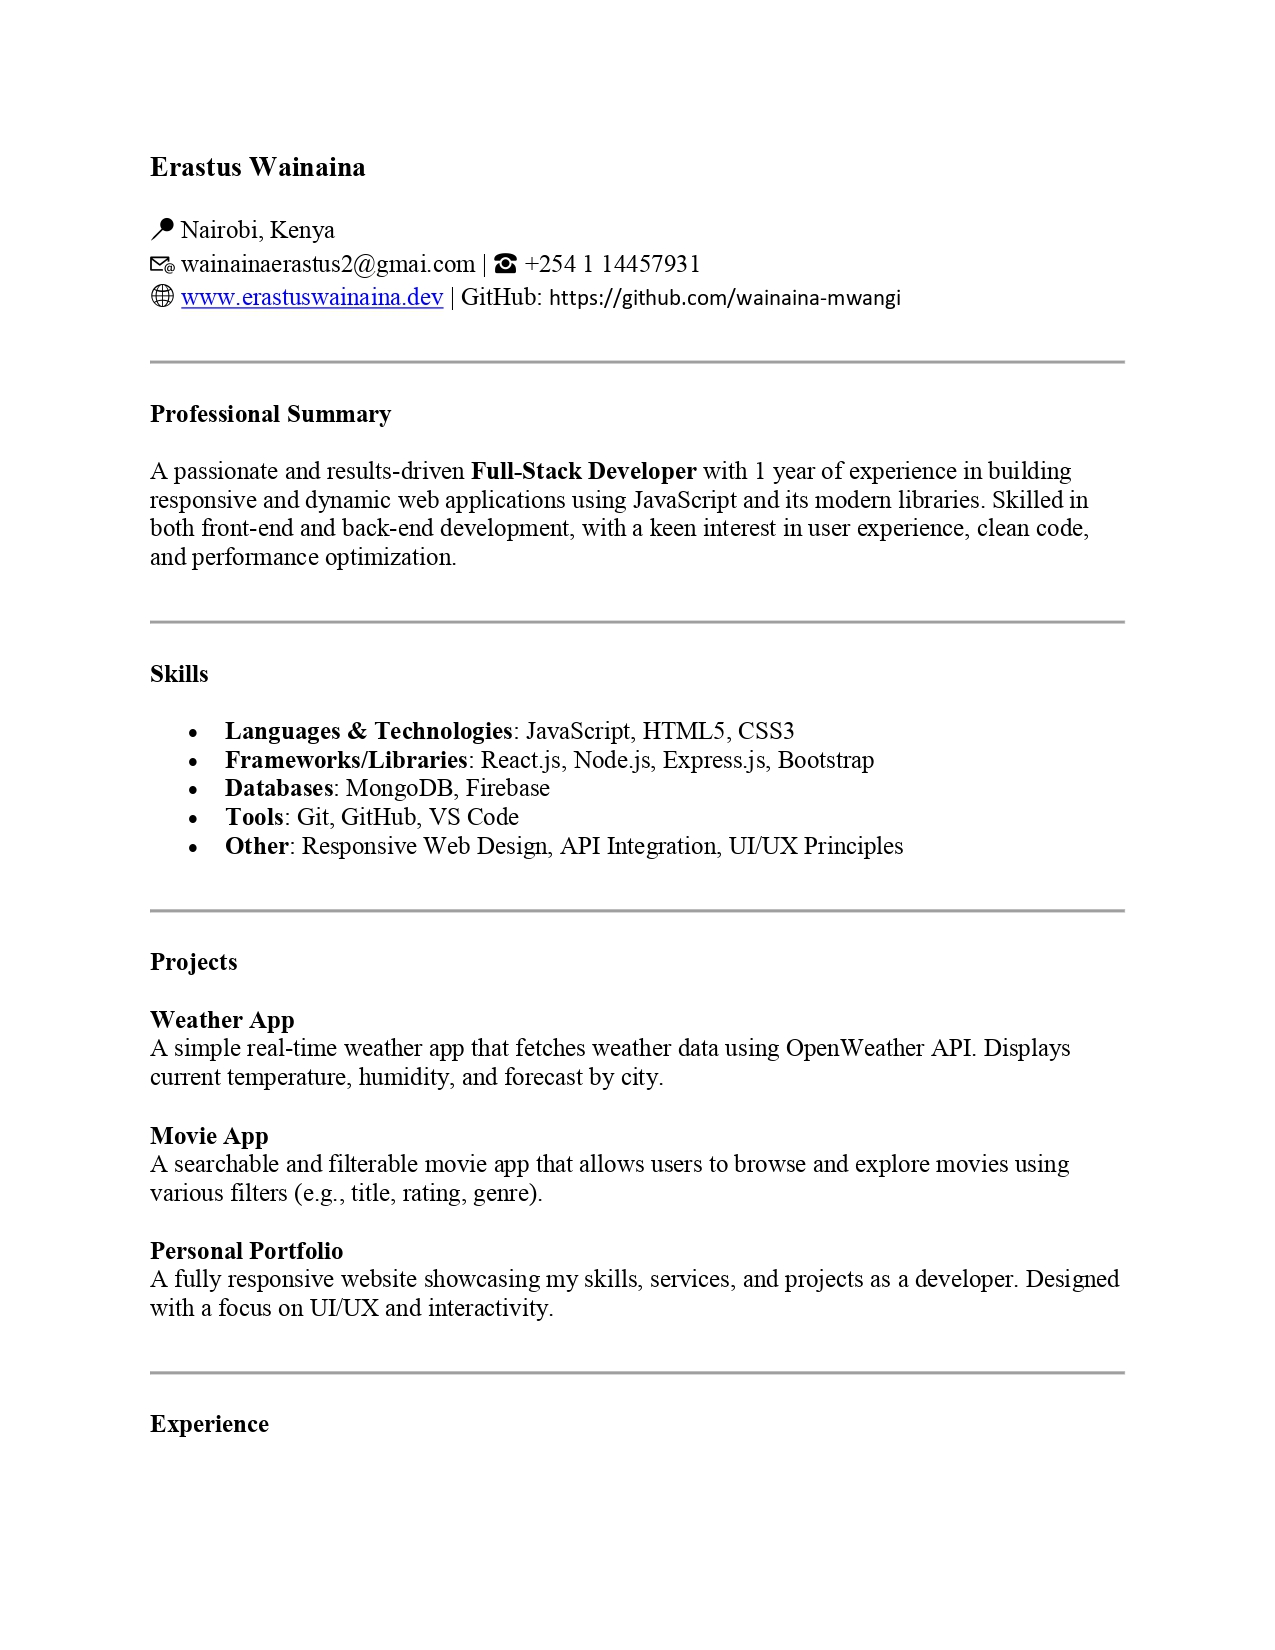 Erastus Wainaina
Nairobi, Kenya
wainainaerastus2@gmai.com | +254 1 14457931
www.erastuswainaina.dev | GitHub: https://github.com/wainaina-mwangi
Professional Summary
A passionate and results-driven Full-Stack Developer with 1 year of experience in building
responsive and dynamic web applications using JavaScript and its modern libraries. Skilled in
both front-end and back-end development, with a keen interest in user experience, clean code,
and performance optimization.
Skills
• Languages & Technologies: JavaScript, HTML5, CSS3
• Frameworks/Libraries: React.js, Node.js, Express.js, Bootstrap
• Databases: MongoDB, Firebase
• Tools: Git, GitHub, VS Code
• Other: Responsive Web Design, API Integration, UI/UX Principles
Projects
Weather App
A simple real-time weather app that fetches weather data using OpenWeather API. Displays
current temperature, humidity, and forecast by city.
Movie App
A searchable and filterable movie app that allows users to browse and explore movies using
various filters (e.g., title, rating, genre).
Personal Portfolio
A fully responsive website showcasing my skills, services, and projects as a developer. Designed
with a focus on UI/UX and interactivity.
Experience